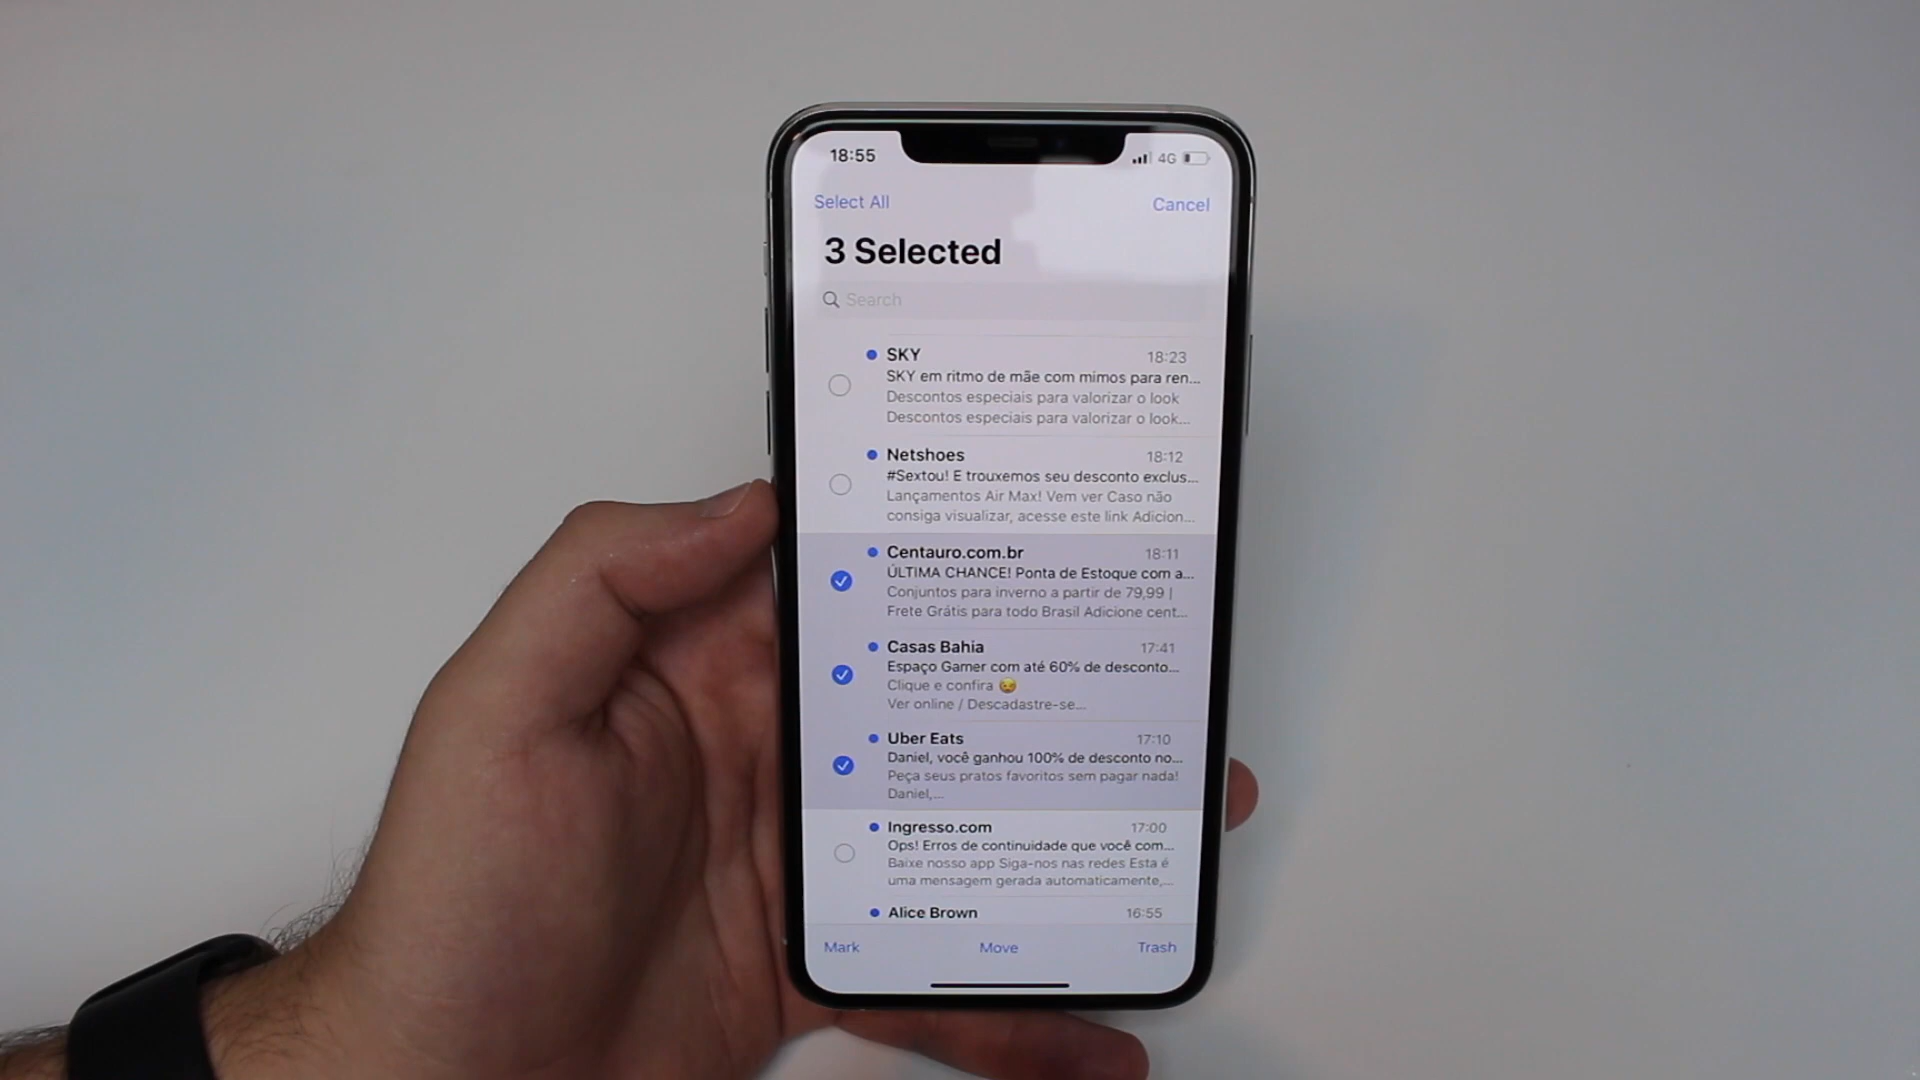 18:55
4G
Select All
Cancel
3 Selected
Search
SKY
18:23
SKY em ritmo de mãe com mimos para ren...
Descontos especiais para valorizar o look
Descontos especiais para valorizar o look...
Netshoes
18:12
#Sextou! E trouxemos seu desconto exclus...
Lançamentos Air Max! Vem ver Caso não
consiga visualizar, acesse este link Adicion...
Centauro.com.br
18:11
ÚLTIMA CHANCE! Ponta de Estoque com a...
Conjuntos para inverno a partir de 79,99 |
Frete Grátis para todo Brasil Adicione cent...
Casas Bahia
17:41
Espaço Gamer com até 60% de desconto...
Clique e confira 😉
Ver online / Descadastre-se...
Uber Eats
17:10
Daniel, você ganhou 100% de desconto no...
Peça seus pratos favoritos sem pagar nada!
Daniel,...
Ingresso.com
17:00
Ops! Erros de continuidade que você com...
Baixe nosso app Siga-nos nas redes Esta é
uma mensagem gerada automaticamente,...
Alice Brown
16:55
Mark
Move
Trash